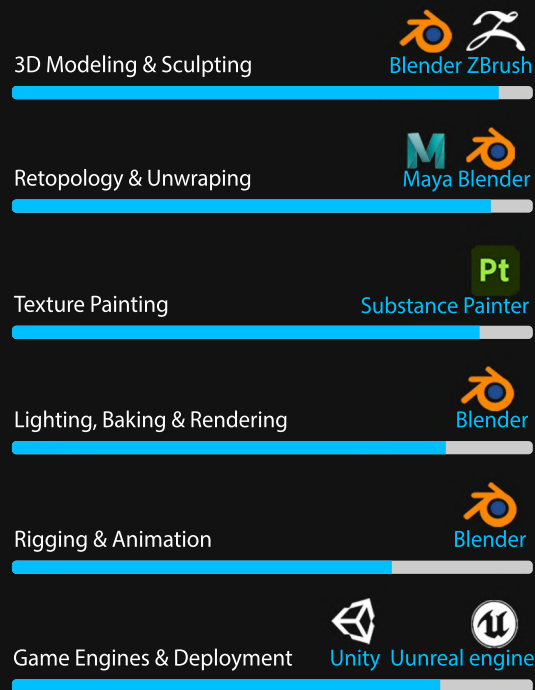 3D Modeling & Sculpting
Blender ZBrush
Retopology & Unwraping
Maya Blender
Pt
Texture Painting
Substance Painter
Lighting, Baking & Rendering
Blender
Rigging & Animation
Blender
Game Engines & Deployment
Unity Uunreal engine